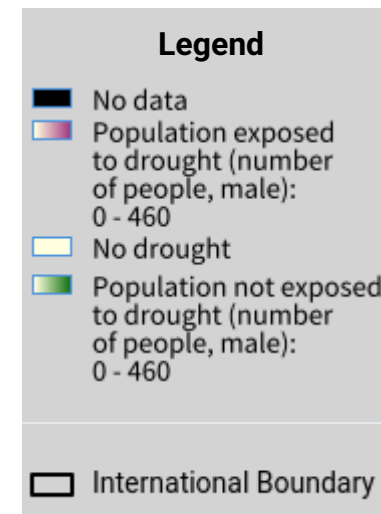 Legend
No data
Population exposed
to drought (number
of people, male):
0 - 460
No drought
Population not exposed
to drought (number
of people, male):
0 - 460
International Boundary